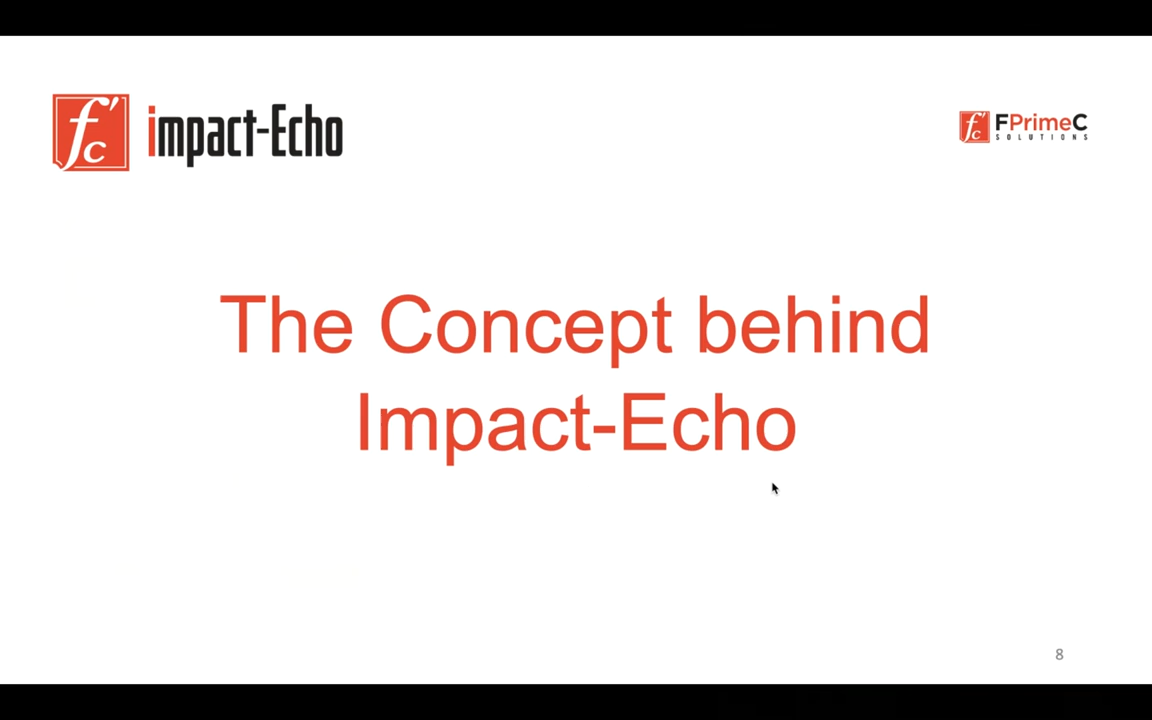 f'c impact-Echo
f'c FPrimeC
SOLUTIONS
The Concept behind
Impact-Echo
8